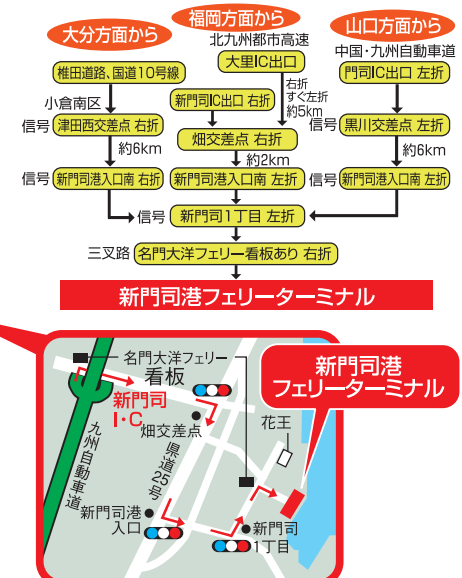 大分方面から
福岡方面から
山口方面から
北九州都市高速
中国・九州自動車道
椎田道路、国道10号線
大里IC出口
門司IC出口 左折
右折
すぐ左折
約5km
小倉南区
新門司IC出口 右折
信号 津田西交差点 右折
畑交差点 右折
信号 黒川交差点 左折
約6km
約2km
約6km
信号 新門司港入口南 右折
新門司港入口南 左折
信号 新門司港入口南 左折
信号 新門司1丁目 左折
三叉路 名門大洋フェリー看板あり 右折
新門司港フェリーターミナル
名門大洋フェリー
看板
新門司
I・C
畑交差点
九州自動車道
県道25号
花王
新門司港
フェリーターミナル
新門司港
入口
新門司
1丁目